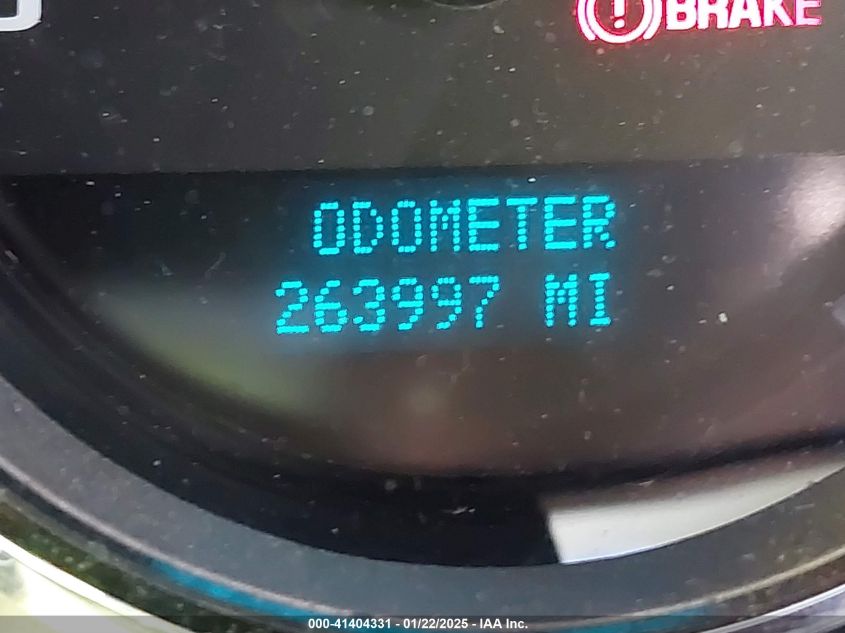 BRAKE
ODOMETER
263997 MI
000-41404331 - 01/22/2025 - IAA Inc.